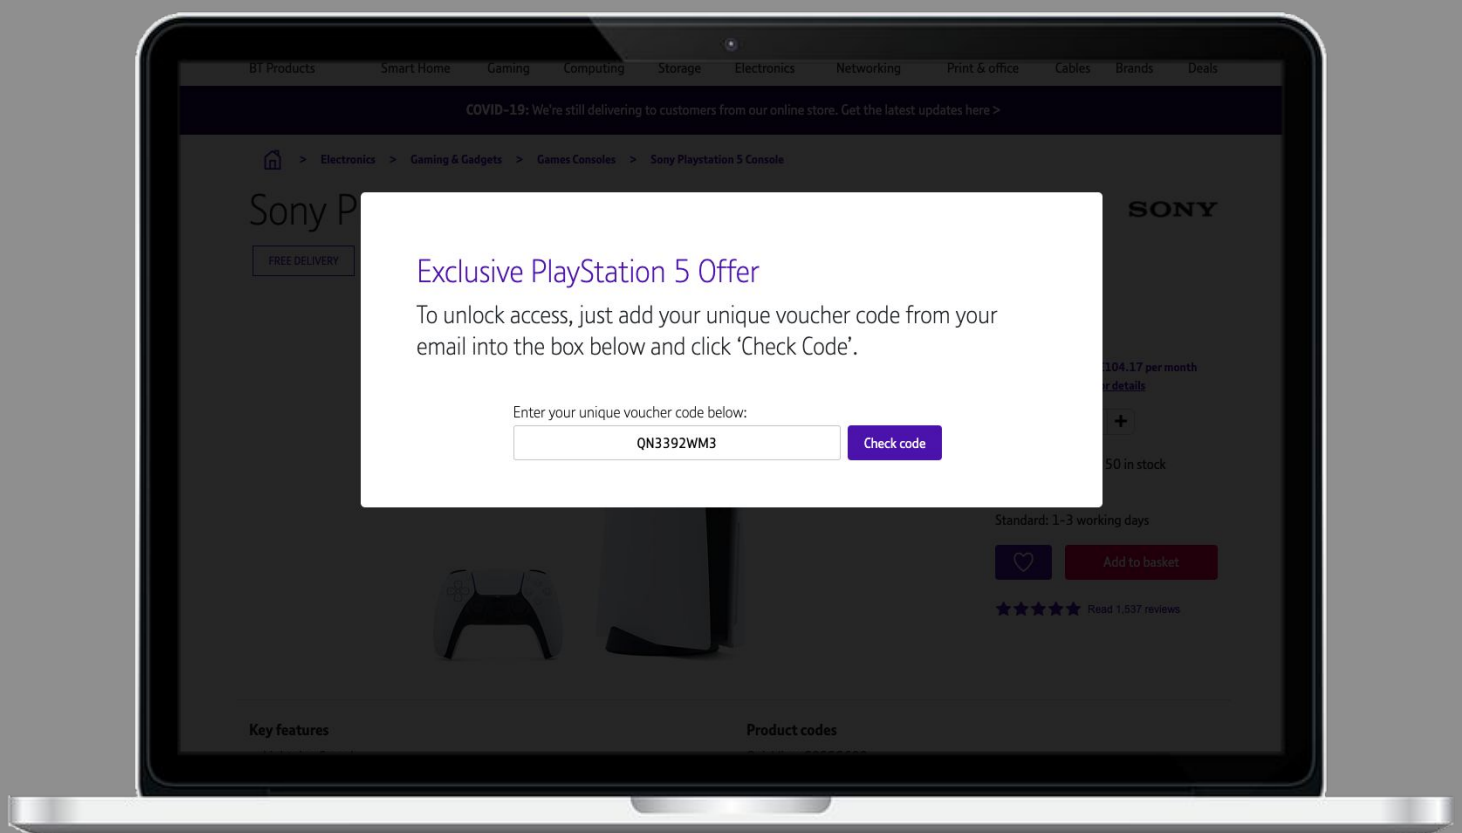 BT Products Smart Home Gaming Computing Storage Electronics Networking Print & office Cables Brands Deals
COVID-19: We're still delivering to customers from our online store. Get the latest updates here >
> Electronics > Gaming & Gadgets > Games Consoles > Sony Playstation 5 Console
Sony P
SONY
FREE DELIVERY
Exclusive PlayStation 5 Offer
To unlock access, just add your unique voucher code from your
email into the box below and click ‘Check Code’.
104.17 per month
r details
Enter your unique voucher code below:
+
QN3392WM3 Check code
50 in stock
Standard: 1-3 working days
Add to basket
Read 1,537 reviews
Key features Product codes